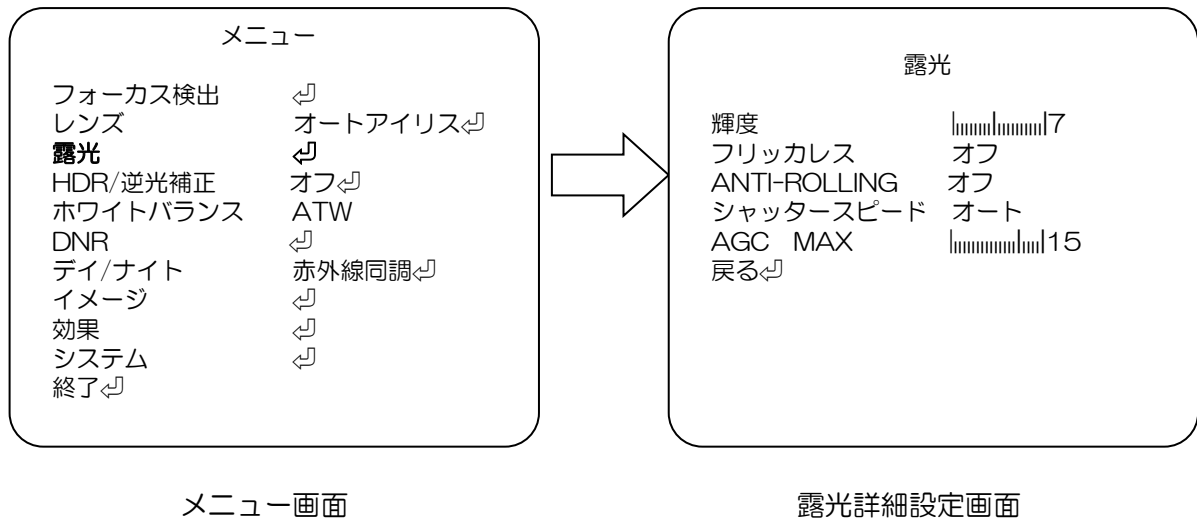 メニュー
フォーカス検出 ⏎
レンズ オートアイリス⏎
露光 ⏎
HDR/逆光補正 オフ⏎
ホワイトバランス ATW
DNR ⏎
デイ/ナイト 赤外線同調⏎
イメージ ⏎
効果 ⏎
システム ⏎
終了⏎
メニュー画面
露光
輝度 7
フリッカレス オフ
ANTI-ROLLING オフ
シャッタースピード オート
AGC MAX 15
戻る⏎
露光詳細設定画面